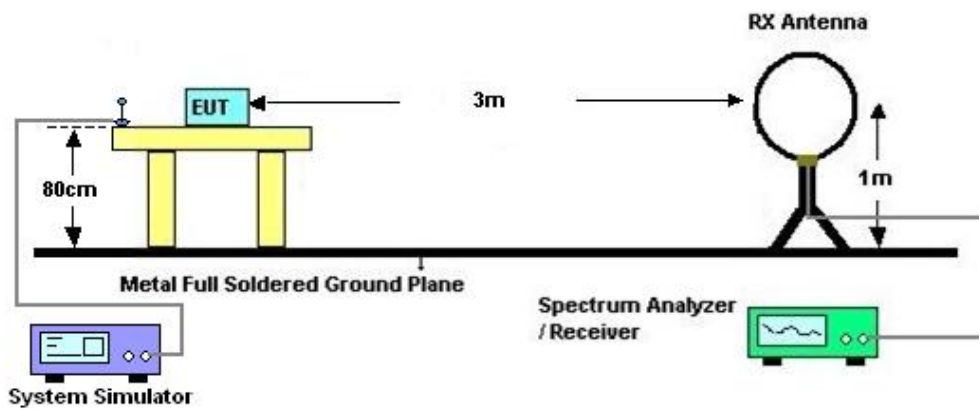 RX Antenna
EUT
3m
80cm
1m
Metal Full Soldered Ground Plane
Spectrum Analyzer
/ Receiver
System Simulator